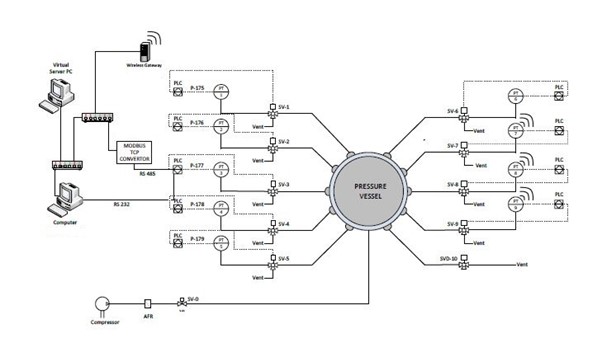 Virtual
Server PC
Wireless Gateway
MODBUS
TCP
CONVERTOR
RS 485
RS 232
Computer
PLC
P-175
PT
1
SV-1
Vent
PLC
P-176
PT
2
SV-2
Vent
PLC
P-177
PT
3
SV-3
Vent
PLC
P-178
PT
4
SV-4
Vent
PLC
P-179
PT
5
SV-5
Vent
PRESSURE
VESSEL
SV-6
PT
6
PLC
Vent
SV-7
PT
7
PLC
Vent
SV-8
PT
8
PLC
Vent
SV-9
PT
9
PLC
Vent
SVD-10
Vent
Compressor
AFR
SV-0